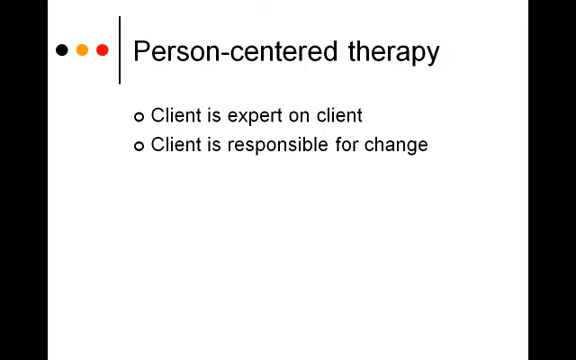 Person-centered therapy
Client is expert on client
Client is responsible for change